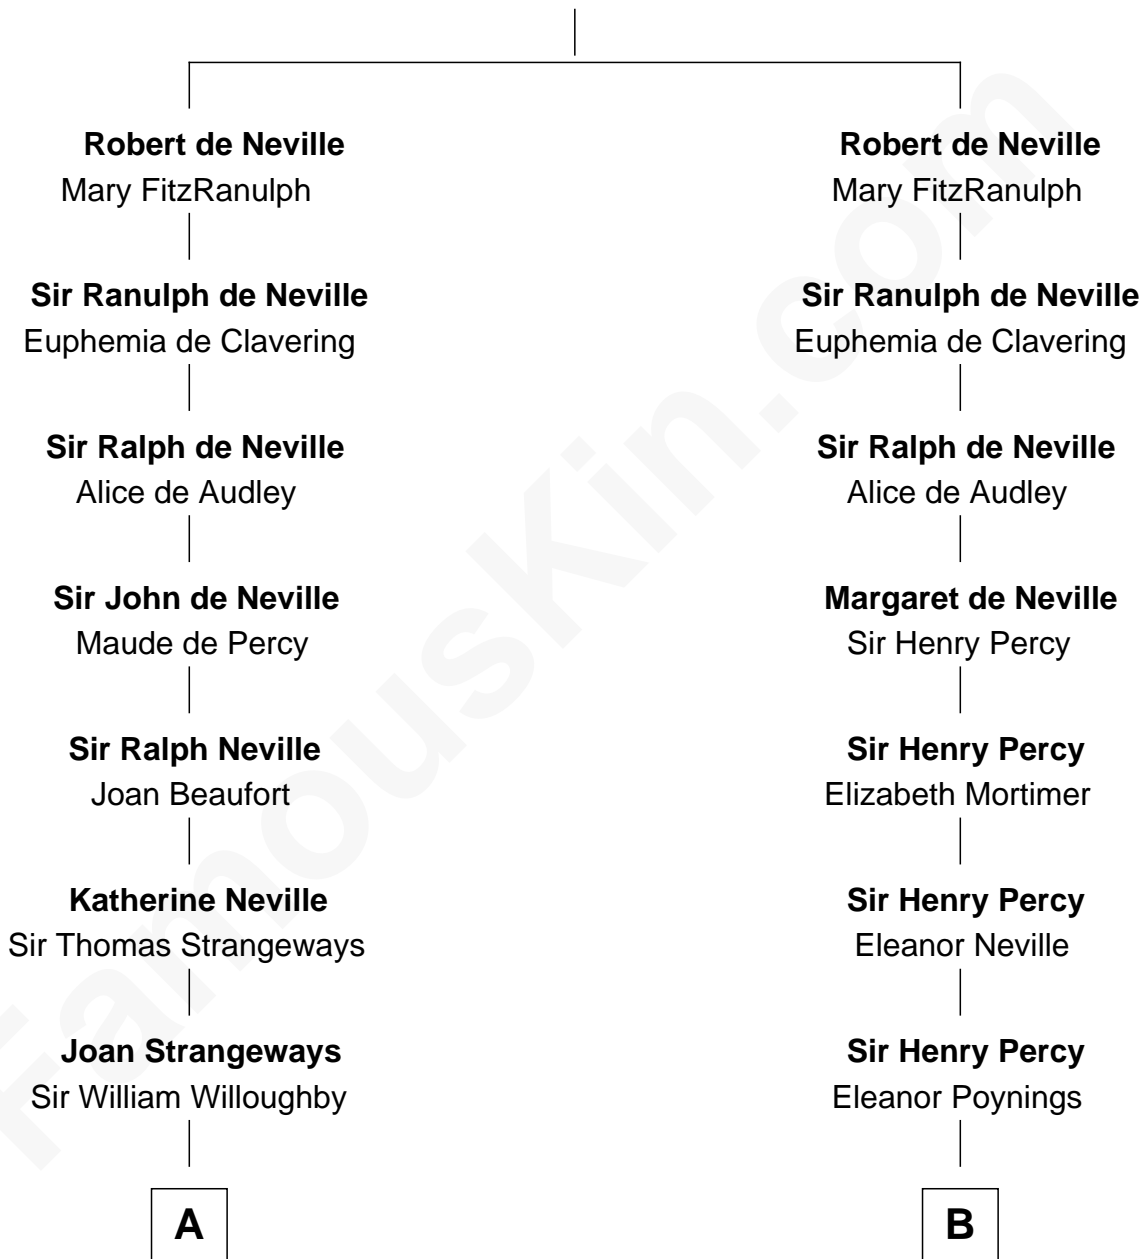 Robert de Neville
Mary FitzRanulph
Sir Ranulph de Neville
Euphemia de Clavering
Sir Ralph de Neville
Alice de Audley
Sir John de Neville
Maude de Percy
Sir Ralph Neville
Joan Beaufort
Katherine Neville
Sir Thomas Strangeways
Joan Strangeways
Sir William Willoughby
A
Robert de Neville
Mary FitzRanulph
Sir Ranulph de Neville
Euphemia de Clavering
Sir Ralph de Neville
Alice de Audley
Margaret de Neville
Sir Henry Percy
Sir Henry Percy
Elizabeth Mortimer
Sir Henry Percy
Eleanor Neville
Sir Henry Percy
Eleanor Poynings
B
FamousKin.com